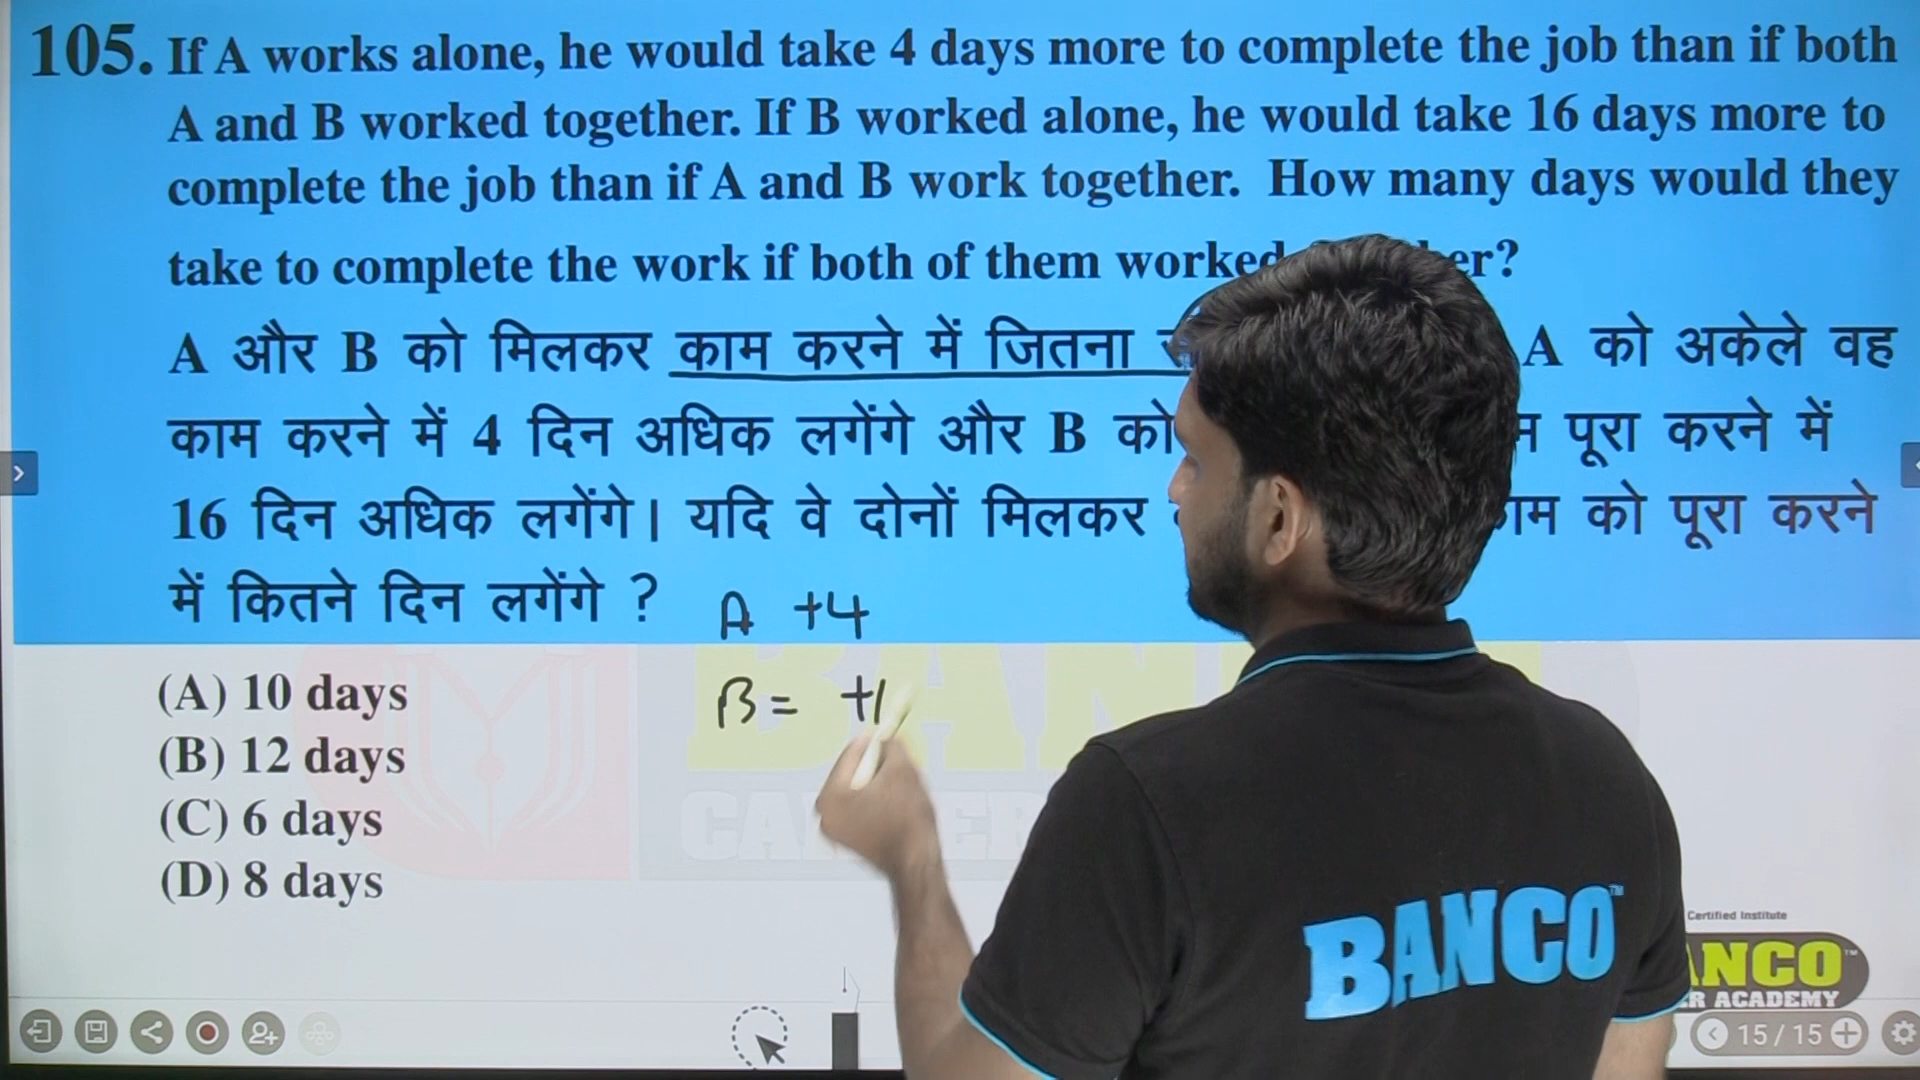 105. If A works alone, he would take 4 days more to complete the job than if both
A and B worked together. If B worked alone, he would take 16 days more to
complete the job than if A and B work together. How many days would they
take to complete the work if both of them worked
A और B को मिलकर काम करने में जितना A को अकेले वह
काम करने में 4 दिन अधिक लगेंगे और B को पूरा करने में
16 दिन अधिक लगेंगे। यदि वे दोनों मिलकर को पूरा करने
में कितने दिन लगेंगे ?
A +4
B = +1
(A) 10 days
(B) 12 days
(C) 6 days
(D) 8 days
BANCO™
Certified Institute
ANCO™
ACADEMY
15/15